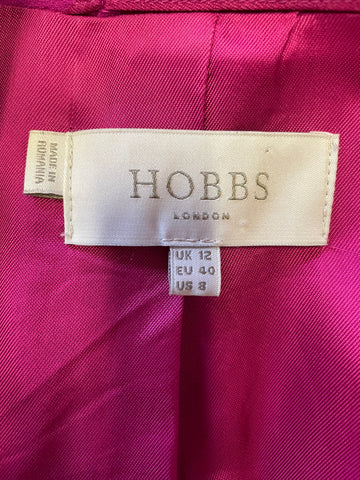 MADE IN
ROMANIA
HOBBS
LONDON
UK 12
EU 40
US 8